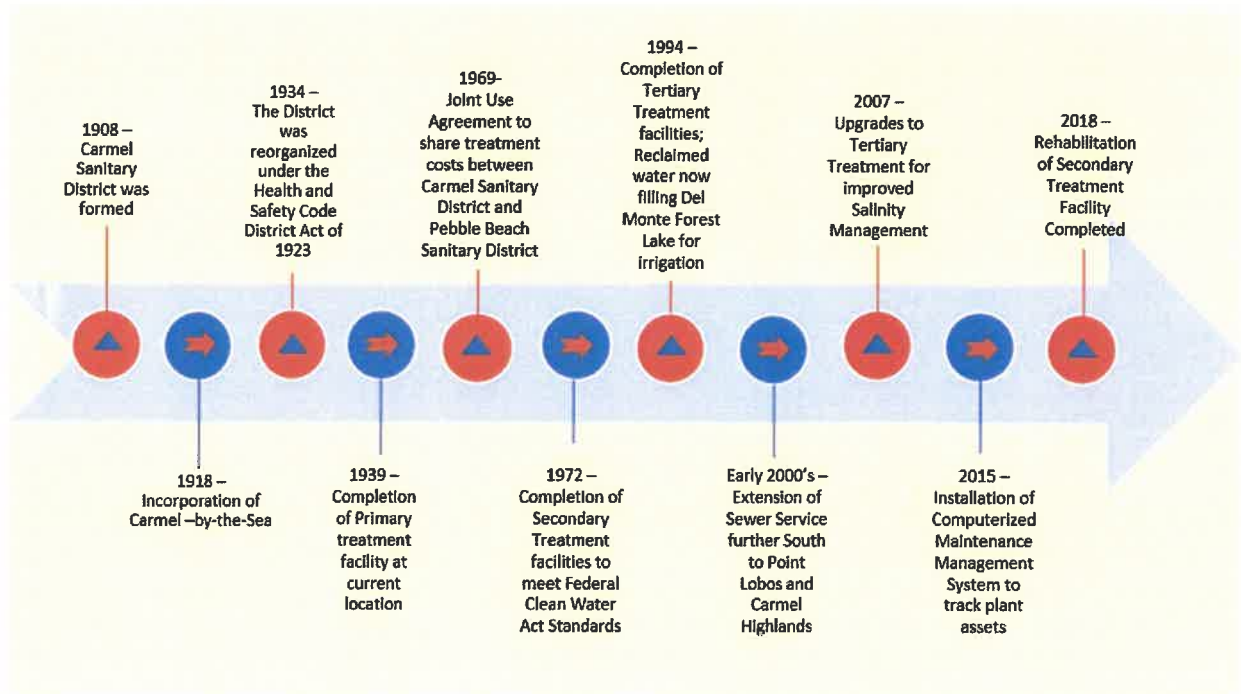 1908 –
Carmel
Sanitary
District was
formed
1918 –
Incorporation of
Carmel –by-the-Sea
1934 –
The District
was
reorganized
under the
Health and
Safety Code
District Act of
1923
1939 –
Completion
of Primary
treatment
facility at
current
location
1969-
Joint Use
Agreement to
share treatment
costs between
Carmel Sanitary
District and
Pebble Beach
Sanitary District
1972 –
Completion of
Secondary
Treatment
facilities to
meet Federal
Clean Water
Act Standards
1994 –
Completion of
Tertiary
Treatment
facilities;
Reclaimed
water now
filling Del
Monte Forest
Lake for
irrigation
Early 2000's –
Extension of
Sewer Service
further South
to Point
Lobos and
Carmel
Highlands
2007 –
Upgrades to
Tertiary
Treatment for
improved
Salinity
Management
2015 –
Installation of
Computerized
Maintenance
Management
System to
track plant
assets
2018 –
Rehabilitation
of Secondary
Treatment
Facility
Completed